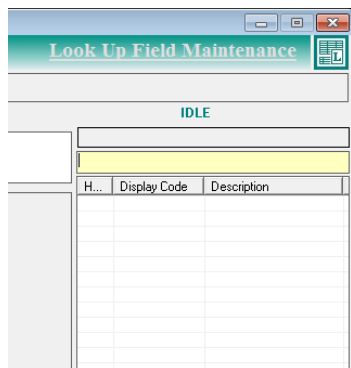 Look Up Field Maintenance
L
IDLE
H... Display Code Description